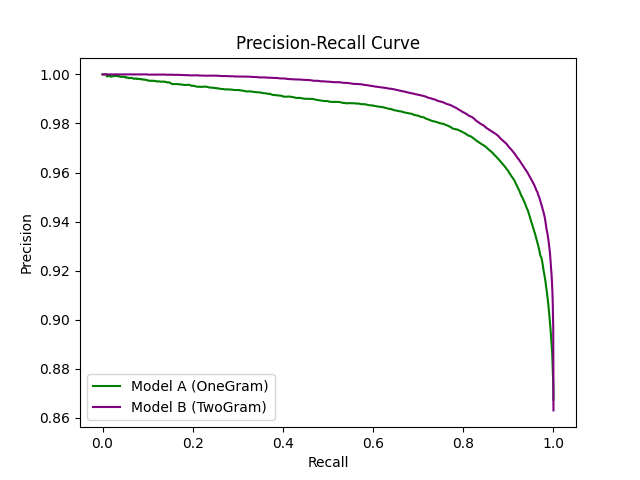 Precision-Recall Curve
Precision
1.00
0.98
0.96
0.94
0.92
0.90
0.88
0.86
Model A (OneGram)
Model B (TwoGram)
0.0 0.2 0.4 0.6 0.8 1.0
Recall